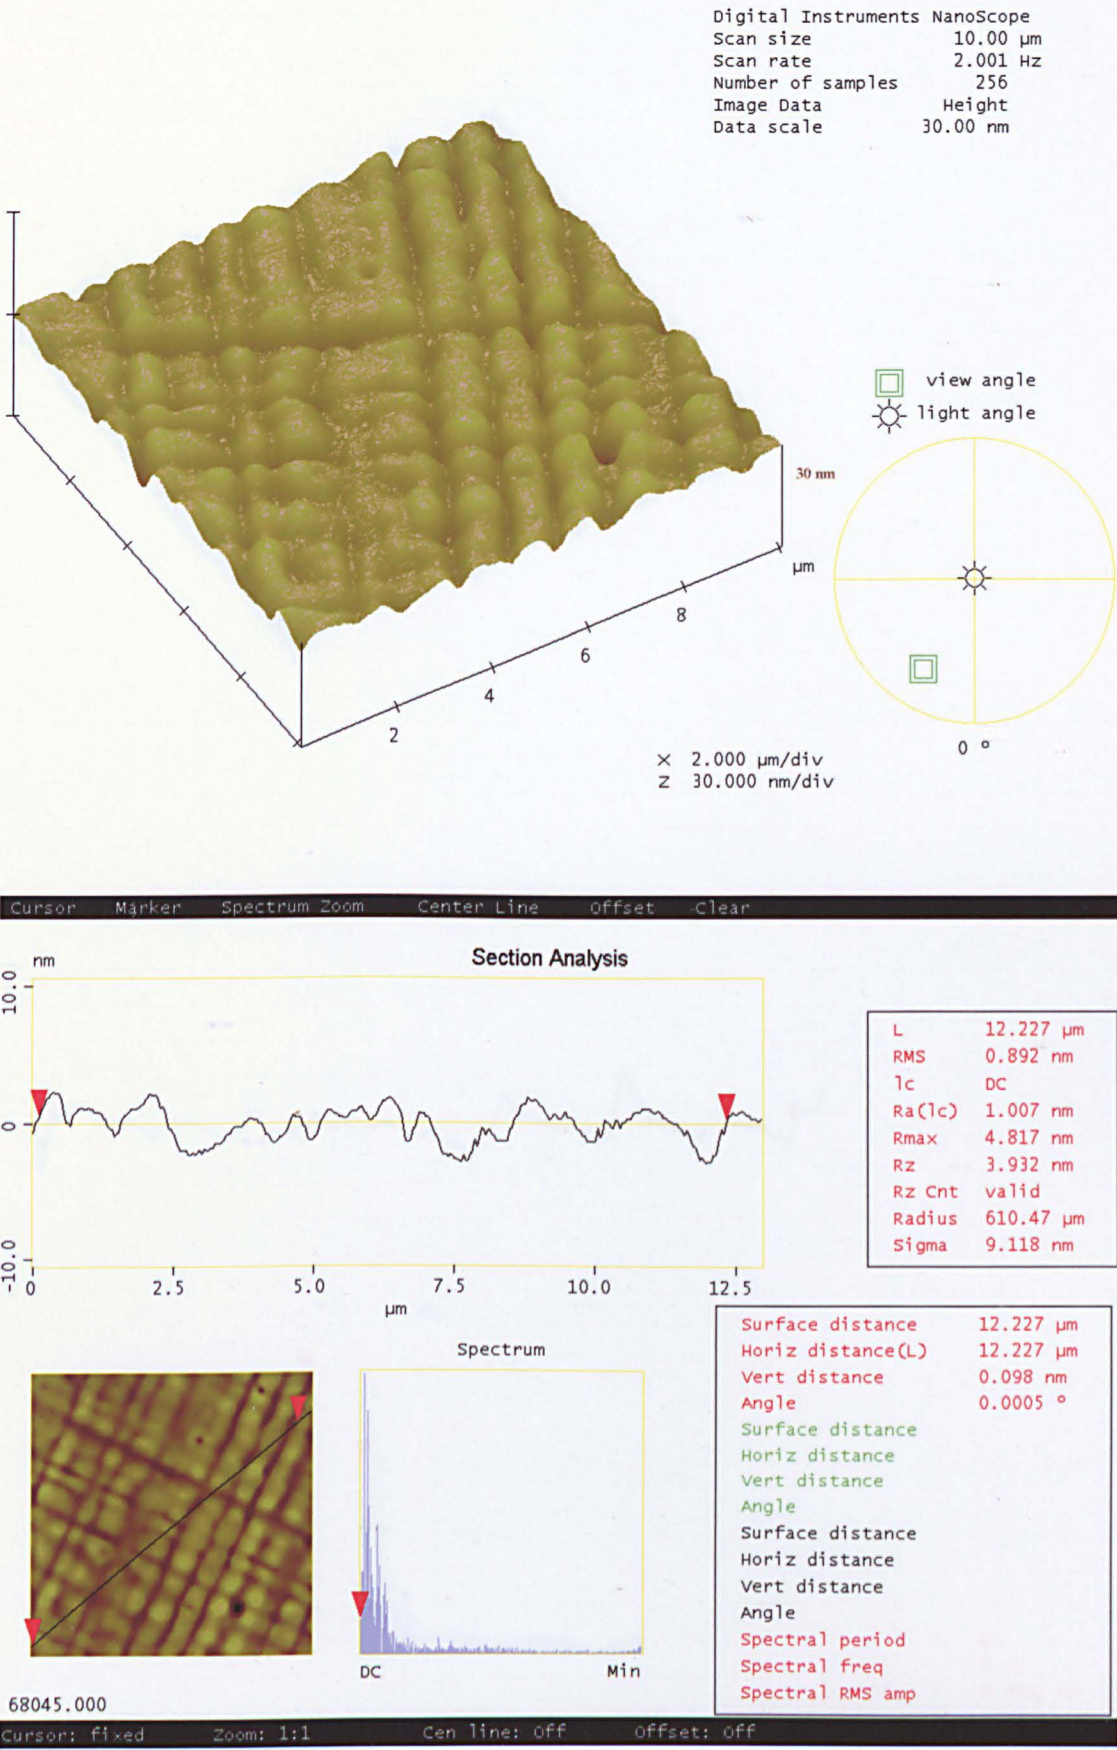 Digital Instruments NanoScope
Scan size 10.00 µm
Scan rate 2.001 Hz
Number of samples 256
Image Data Height
Data scale 30.00 nm
view angle
light angle
30 nm
µm
8
6
4
2
0 °
X 2.000 µm/div
Z 30.000 nm/div
Cursor Marker Spectrum Zoom Center Line Offset Clear
Section Analysis
nm
10.0
0
-10.0
0 2.5 5.0 7.5 10.0 12.5
µm
L 12.227 µm
RMS 0.892 nm
lc DC
Ra(lc) 1.007 nm
Rmax 4.817 nm
Rz 3.932 nm
Rz Cnt valid
Radius 610.47 µm
Sigma 9.118 nm
Spectrum
DC Min
Surface distance 12.227 µm
Horiz distance(L) 12.227 µm
Vert distance 0.098 nm
Angle 0.0005 °
Surface distance
Horiz distance
Vert distance
Angle
Surface distance
Horiz distance
Vert distance
Angle
Spectral period
Spectral freq
Spectral RMS amp
68045.000
Cursor: fixed Zoom: 1:1 Cen line: Off Offset: Off